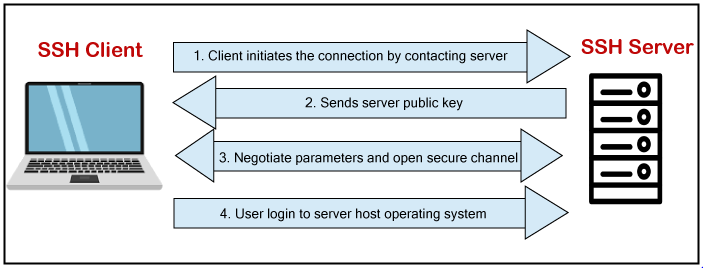 SSH Client
SSH Server
1. Client initiates the connection by contacting server
2. Sends server public key
3. Negotiate parameters and open secure channel
4. User login to server host operating system